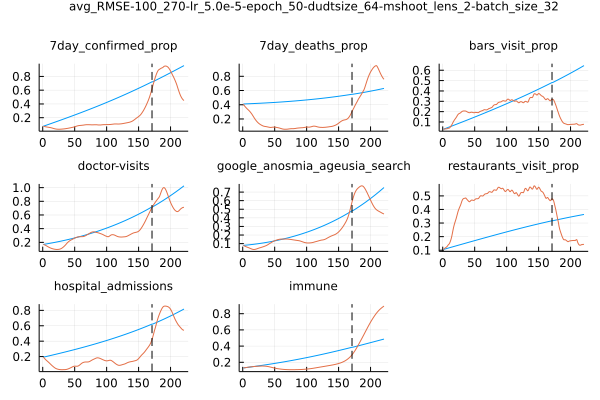 avg_RMSE-100_270-lr_5.0e-5-epoch_50-dudtsize_64-mshoot_lens_2-batch_size_32
7day_confirmed_prop 7day_deaths_prop bars_visit_prop
0.8 0.8 0.6
0.6 0.6 0.5
0.4 0.4 0.4
0.2 0.2 0.3
0.2
0.1
0 50 100 150 200 0 50 100 150 200 0 50 100 150 200
doctor-visits google_anosmia_ageusia_search restaurants_visit_prop
1.0 0.7 0.5
0.8 0.6 0.4
0.6 0.5 0.3
0.4 0.4 0.2
0.2 0.3 0.1
0.2
0.1
0 50 100 150 200 0 50 100 150 200 0 50 100 150 200
hospital_admissions immune
0.8 0.8
0.6 0.6
0.4 0.4
0.2 0.2
0 50 100 150 200 0 50 100 150 200